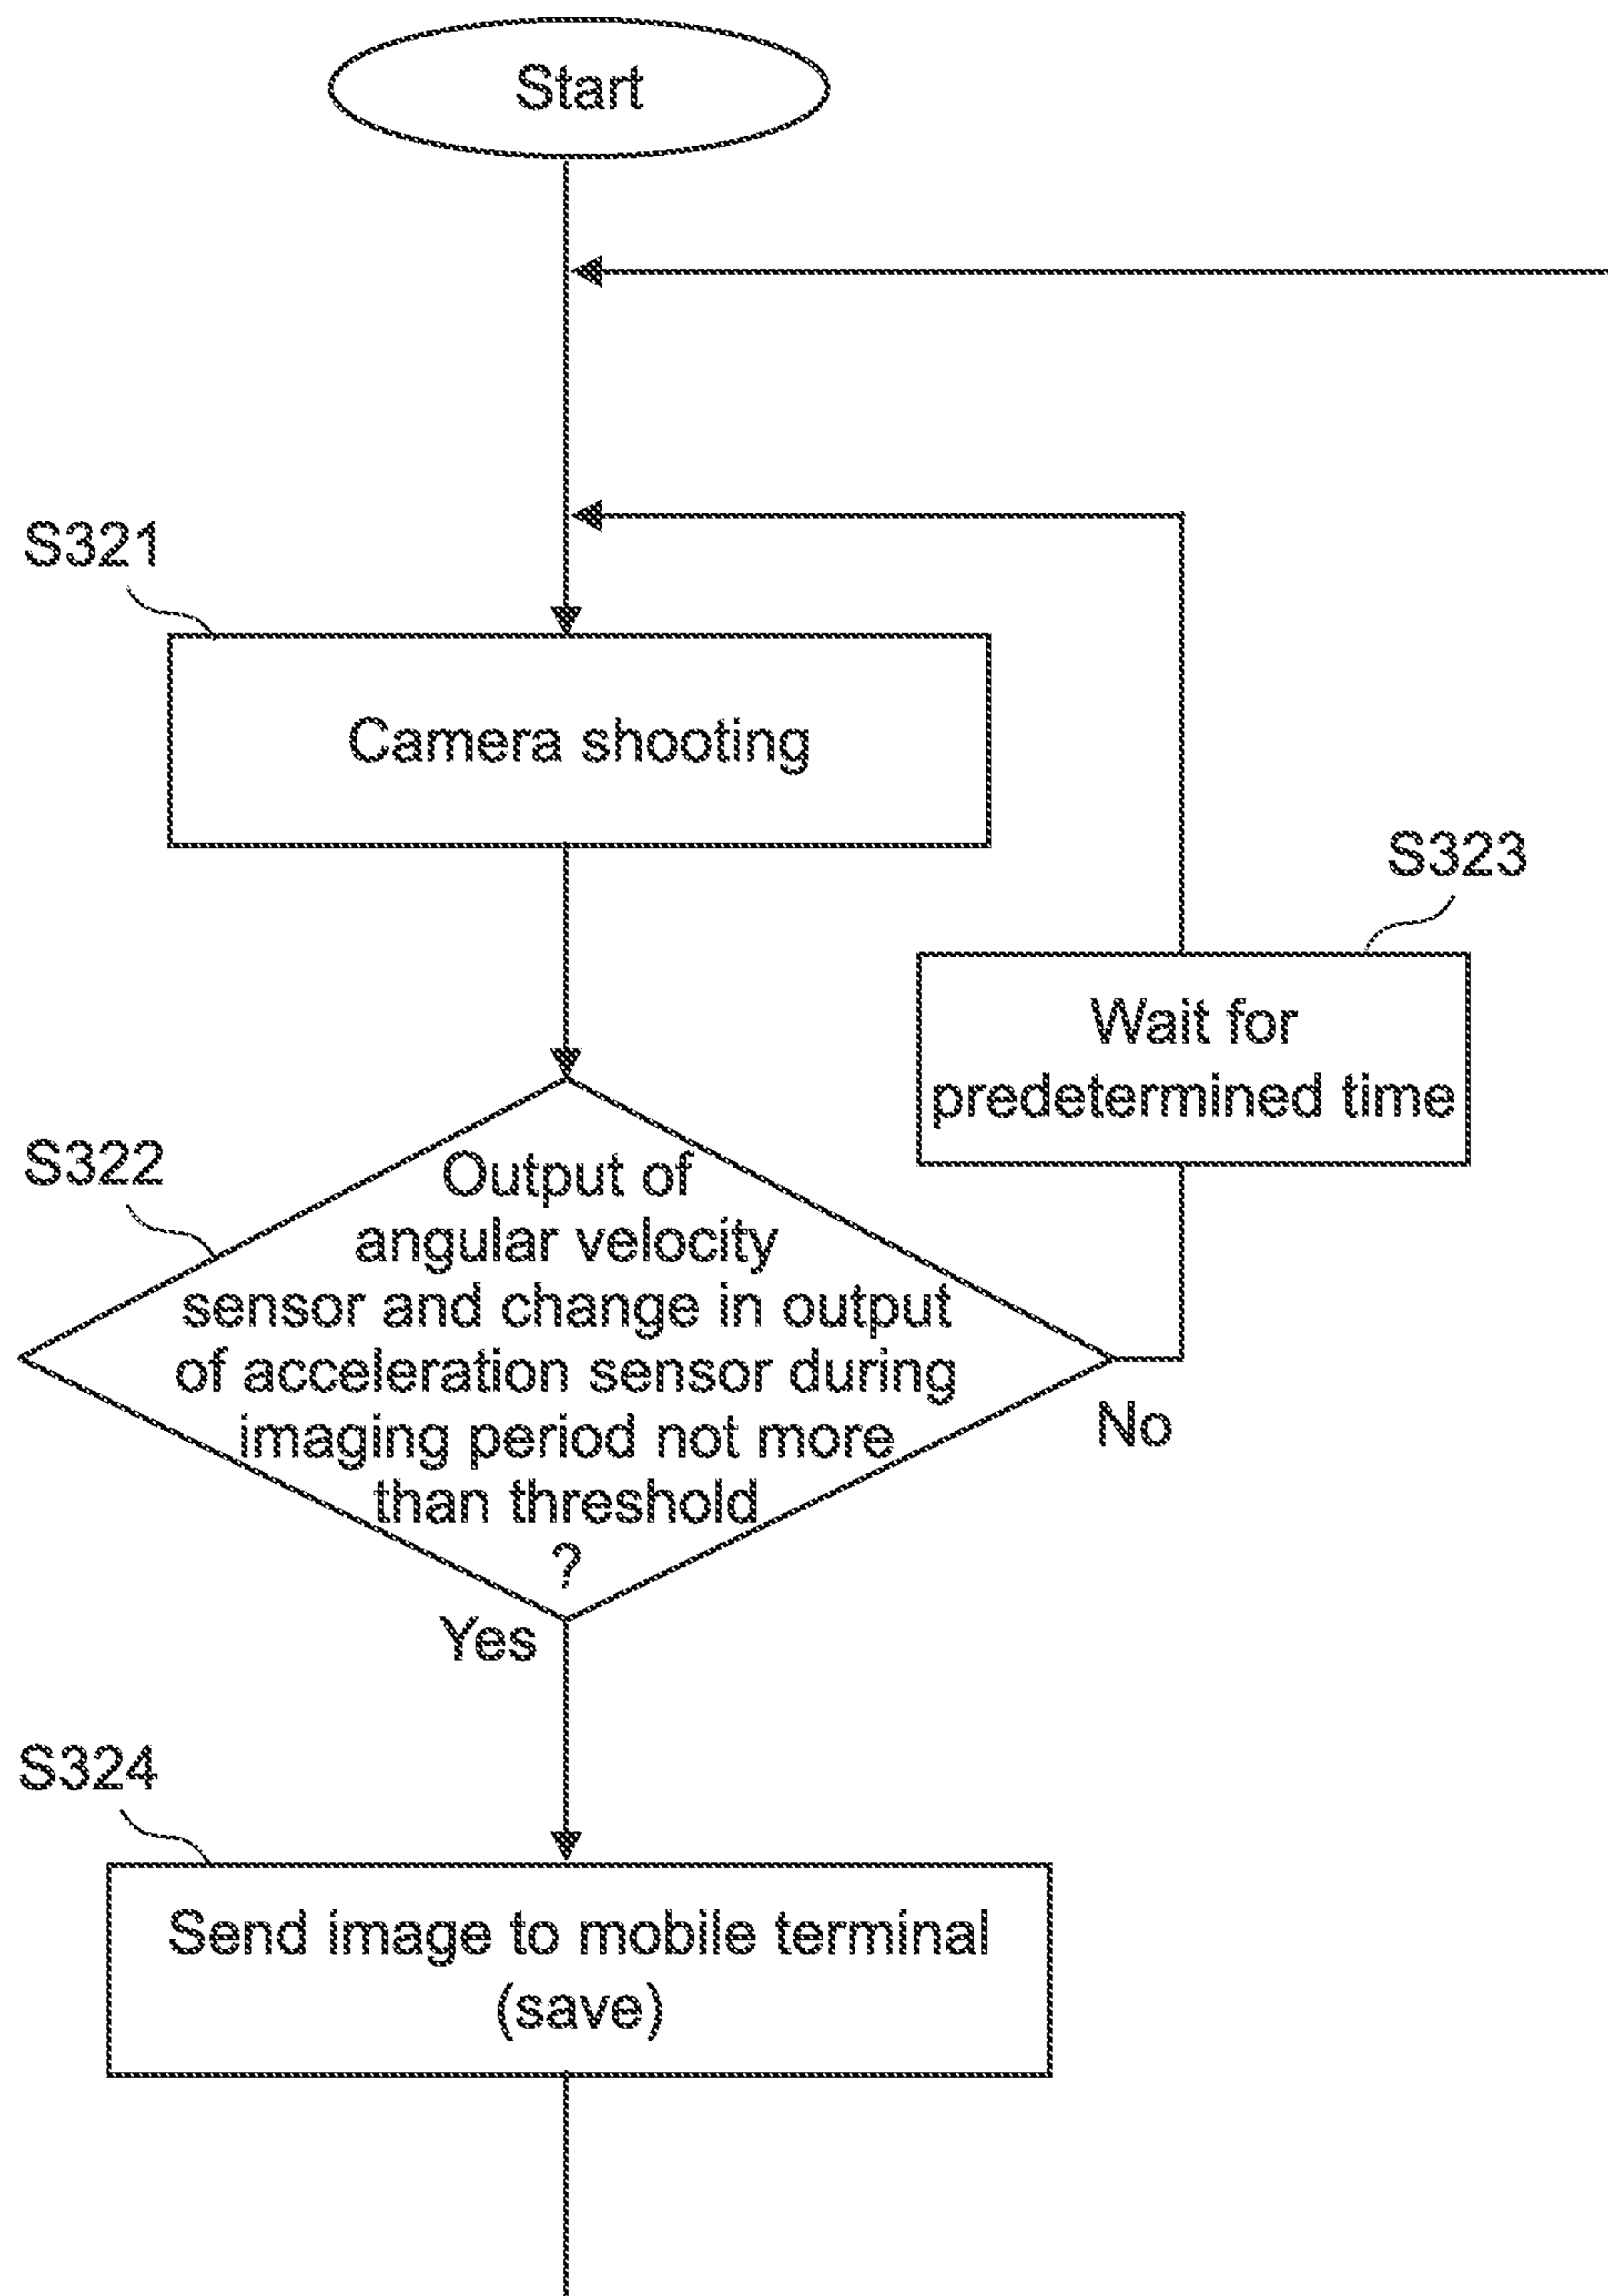 Start
S321
Camera shooting
S323
Wait for
predetermined time
S322
Output of
angular velocity
sensor and change in output
of acceleration sensor during
imaging period not more
than threshold
?
No
Yes
S324
Send image to mobile terminal
(save)